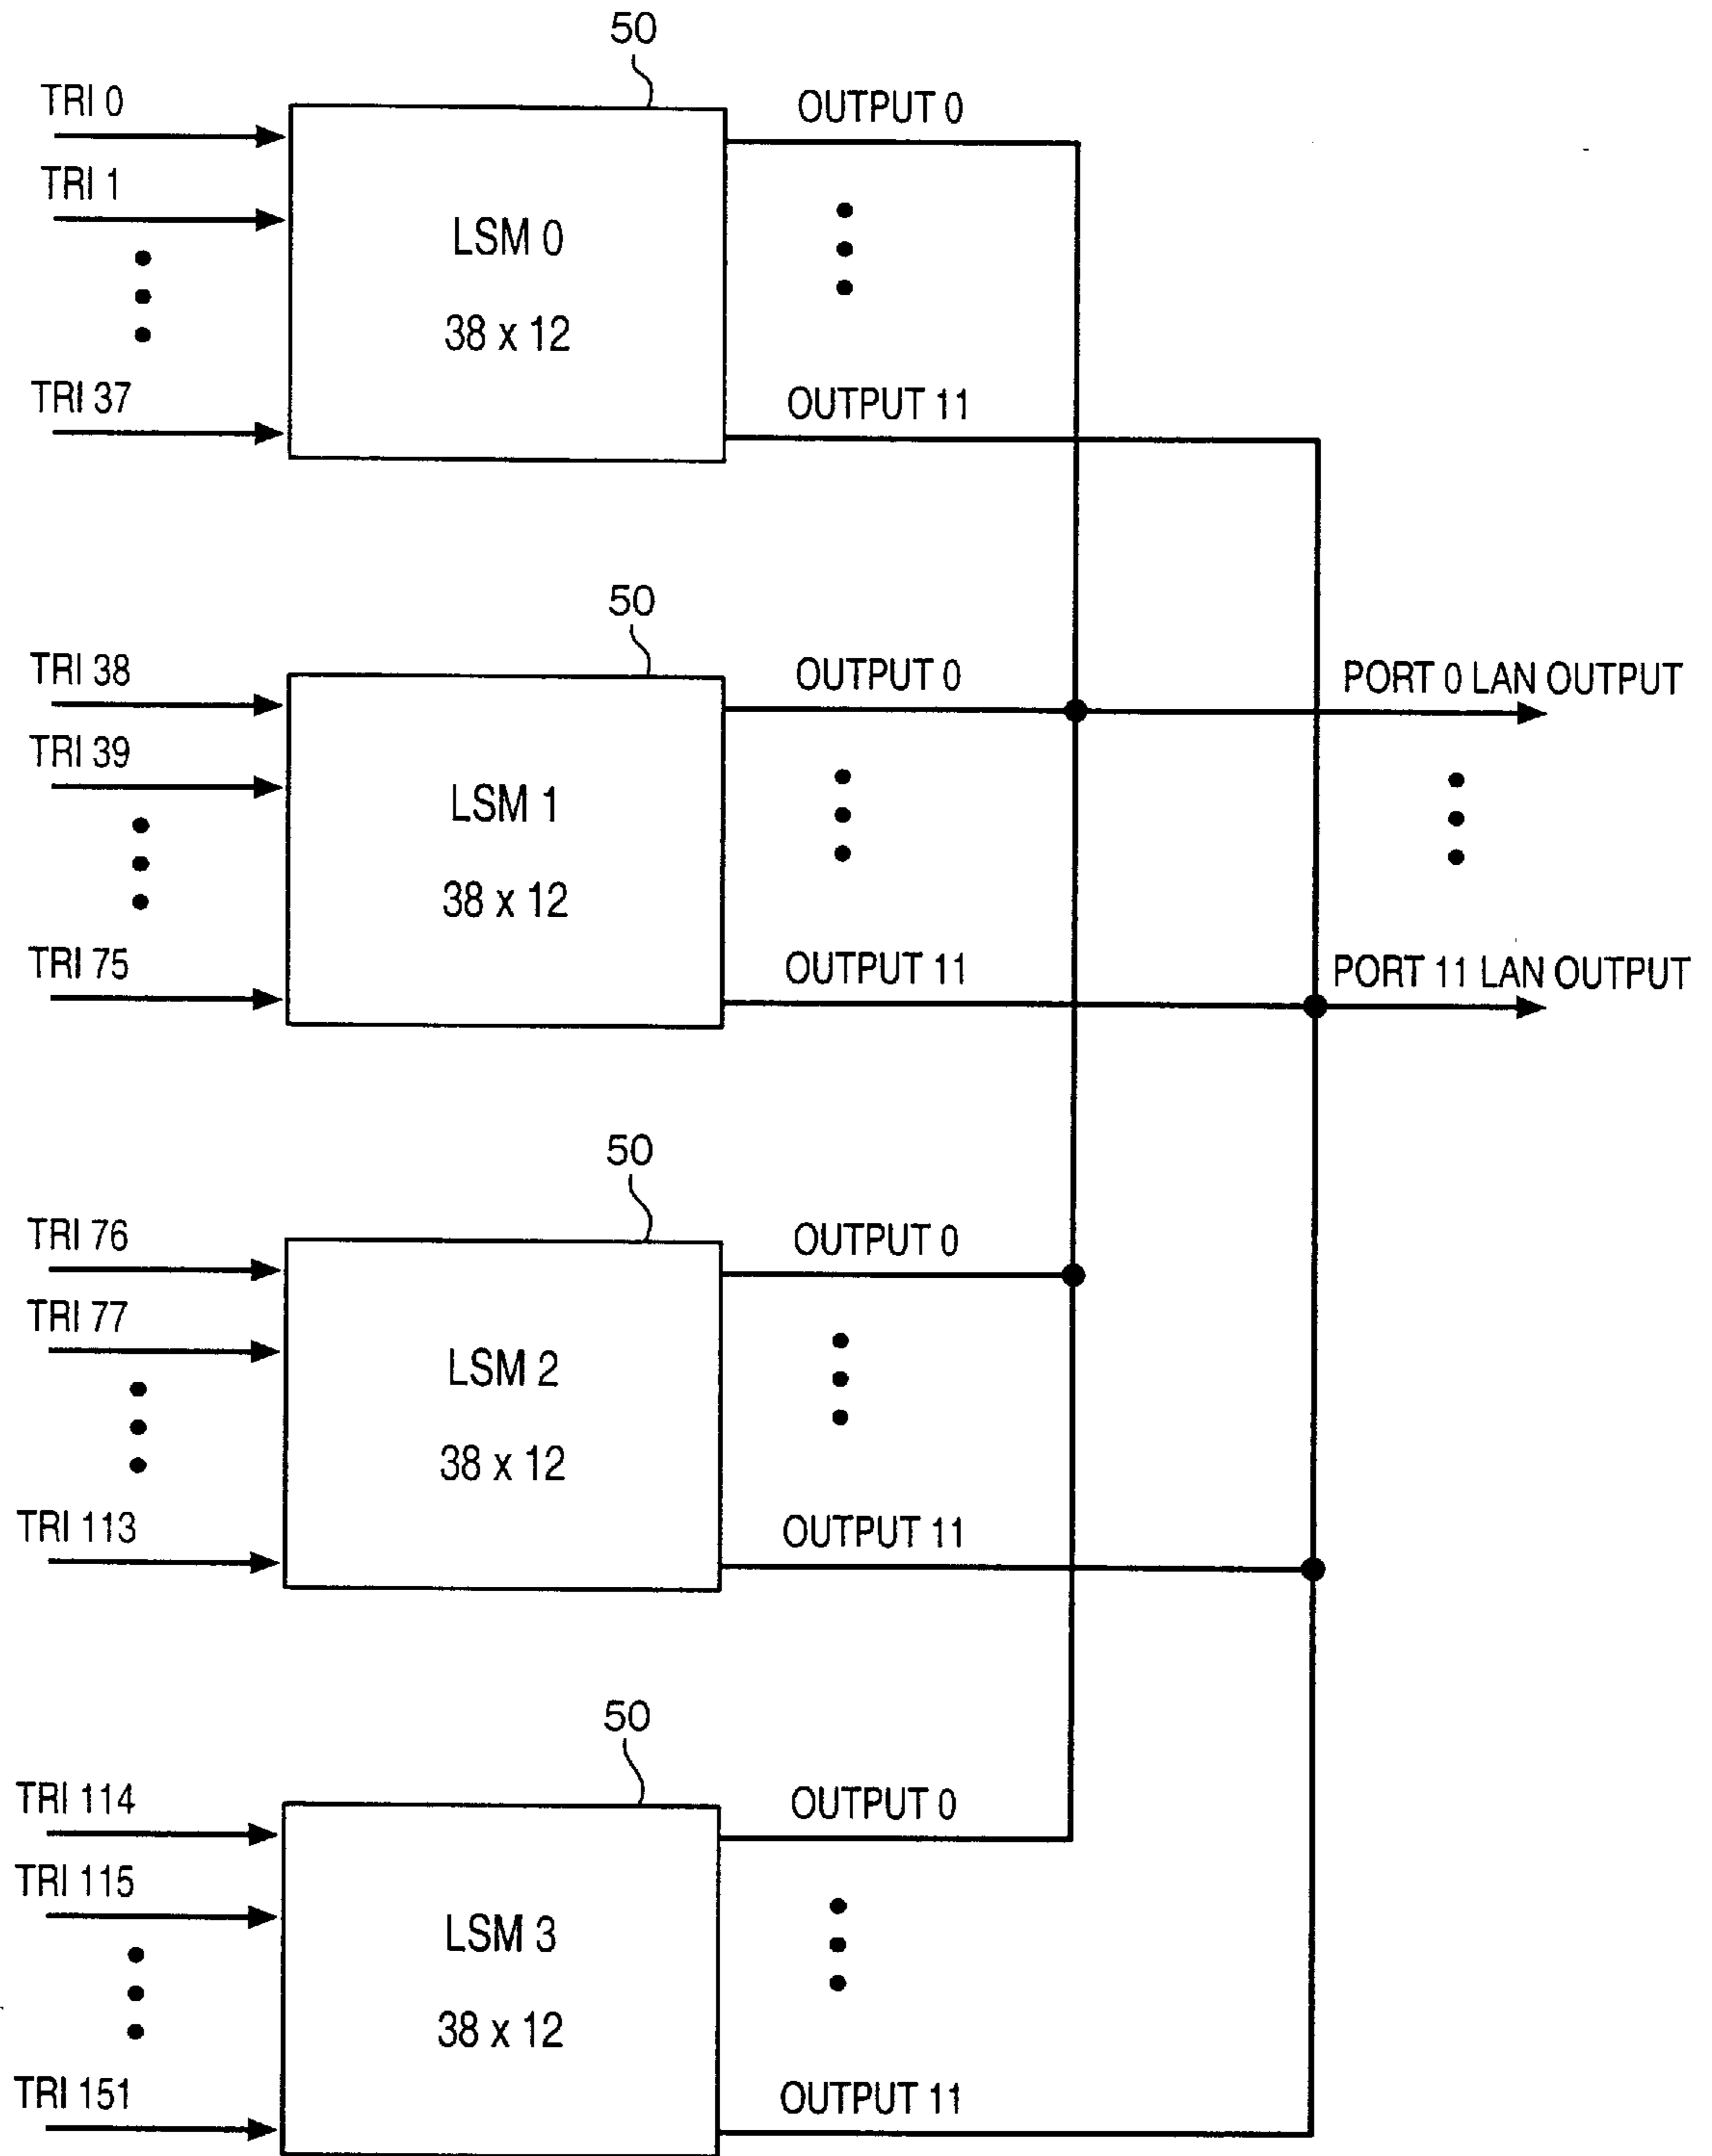 50
TRI 0
OUTPUT 0
TRI 1
LSM 0
38 x 12
TRI 37
OUTPUT 11
50
TRI 38
OUTPUT 0
PORT 0 LAN OUTPUT
TRI 39
LSM 1
38 x 12
TRI 75
OUTPUT 11
PORT 11 LAN OUTPUT
50
TRI 76
OUTPUT 0
TRI 77
LSM 2
38 x 12
TRI 113
OUTPUT 11
50
TRI 114
OUTPUT 0
TRI 115
LSM 3
38 x 12
TRI 151
OUTPUT 11